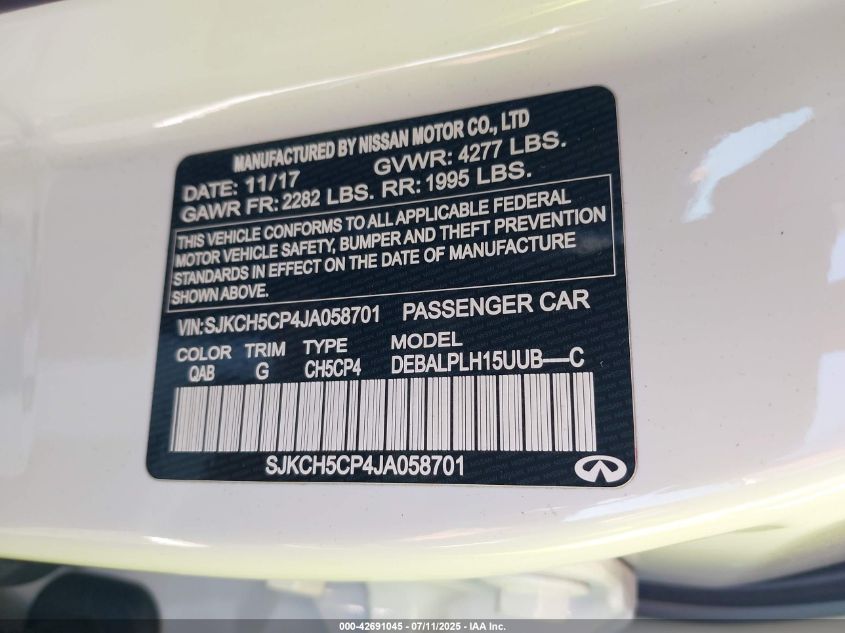 MANUFACTURED BY NISSAN MOTOR CO., LTD
DATE: 11/17 GVWR: 4277 LBS.
GAWR FR: 2282 LBS. RR: 1995 LBS.
THIS VEHICLE CONFORMS TO ALL APPLICABLE FEDERAL
MOTOR VEHICLE SAFETY, BUMPER AND THEFT PREVENTION
STANDARDS IN EFFECT ON THE DATE OF MANUFACTURE
SHOWN ABOVE.
VIN:SJKCH5CP4JA058701 PASSENGER CAR
COLOR TRIM TYPE MODEL
QAB G CH5CP4 DEBALPLH15UUB-–C
SJKCH5CP4JA058701
000-42691045 / 07/11/2025 - IAA Inc.